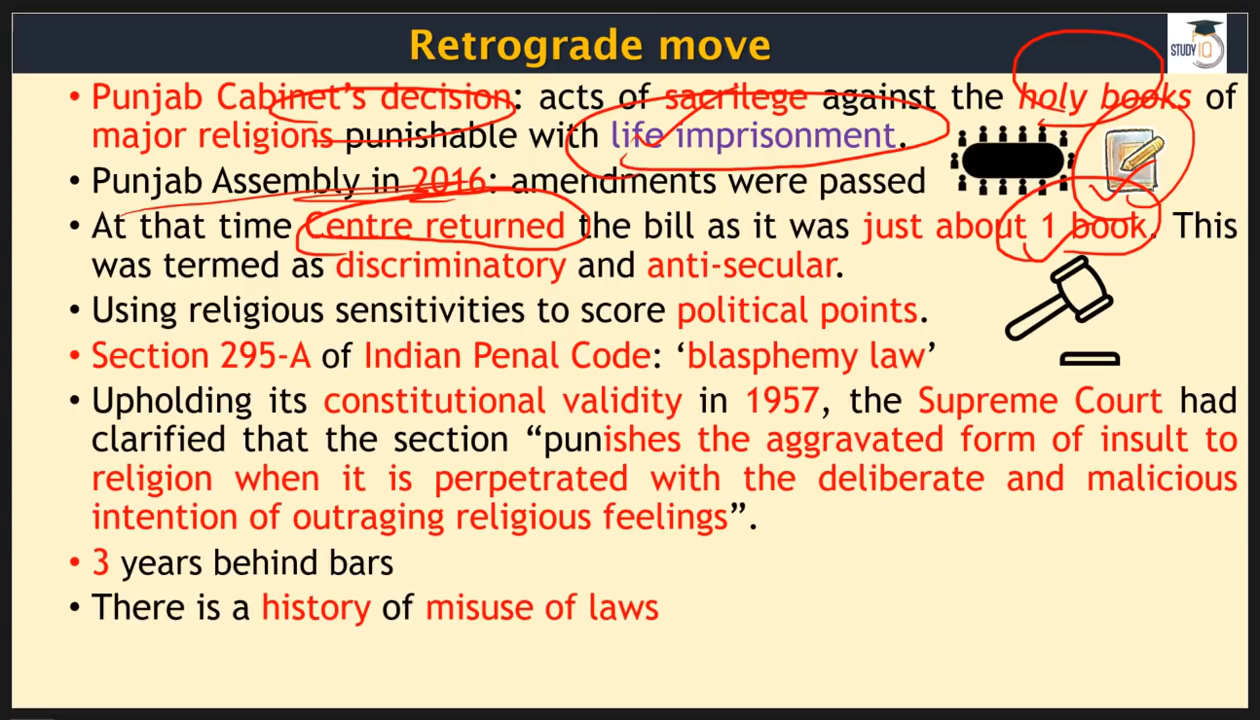 Retrograde move
STUDY IQ
• Punjab Cabinet's decision: acts of sacrilege against the holy books of
major religions punishable with life imprisonment.
• Punjab Assembly in 2016: amendments were passed
• At that time Centre returned the bill as it was just about 1 book. This
was termed as discriminatory and anti-secular.
• Using religious sensitivities to score political points.
• Section 295-A of Indian Penal Code: ‘blasphemy law’
• Upholding its constitutional validity in 1957, the Supreme Court had
clarified that the section “punishes the aggravated form of insult to
religion when it is perpetrated with the deliberate and malicious
intention of outraging religious feelings”.
• 3 years behind bars
• There is a history of misuse of laws